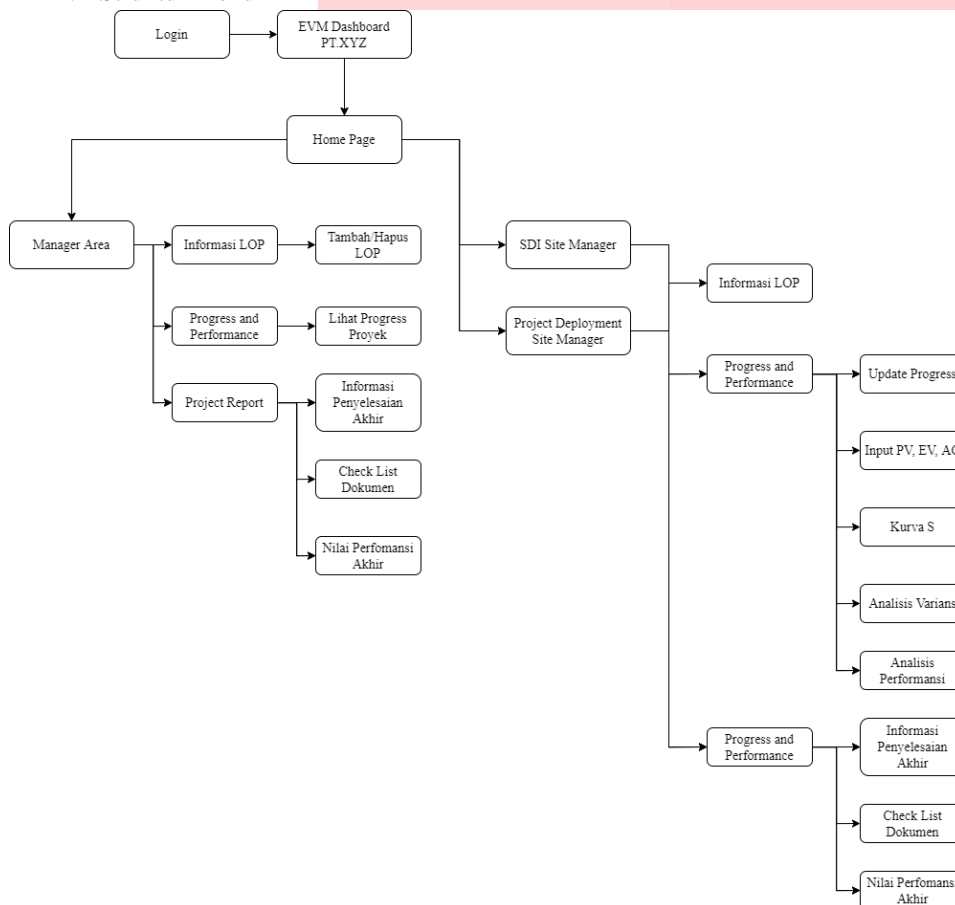 Login
EVM Dashboard
PT.XYZ
Home Page
Manager Area
Informasi LOP
Tambah/Hapus
LOP
Progress and
Performance
Lihat Progress
Proyek
Project Report
Informasi
Penyelesaian
Akhir
Check List
Dokumen
Nilai Perfomansi
Akhir
SDI Site Manager
Project Deployment
Site Manager
Informasi LOP
Progress and
Performance
Update Progress
Input PV, EV, AC
Kurva S
Analisis Varians
Analisis
Performansi
Progress and
Performance
Informasi
Penyelesaian
Akhir
Check List
Dokumen
Nilai Perfomansi
Akhir